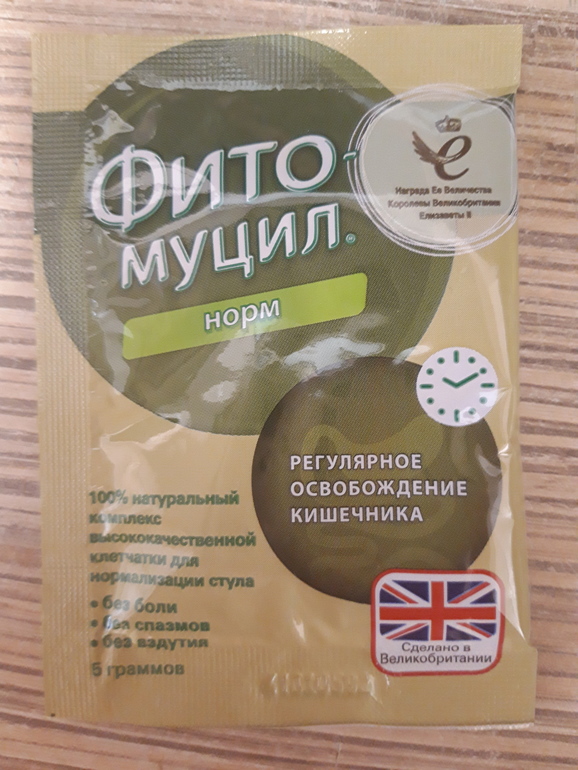 ФИТО-
МУЦИЛ®
норм
Награда Ее Величества
Королевы Великобритании
Елизаветы II
РЕГУЛЯРНОЕ
ОСВОБОЖДЕНИЕ
КИШЕЧНИКА
100% натуральный
комплекс
высококачественной
клетчатки для
нормализации стула
• без боли
• без спазмов
• без вздутия
5 граммов
Сделано в
Великобритании